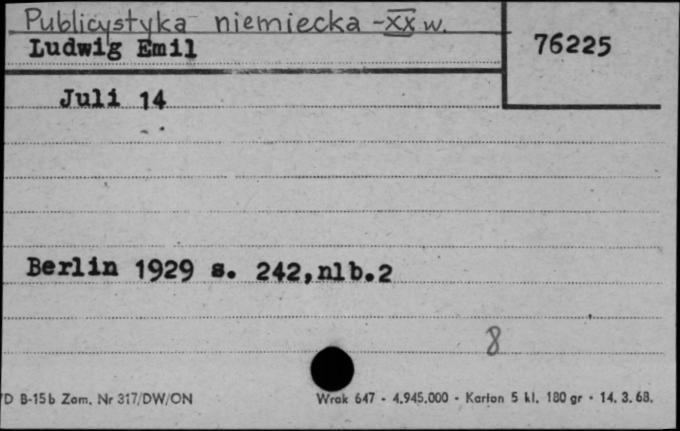 Publicystyka niemiecka - XX w.
Ludwig Emil
76225
Juli 14
Berlin 1929 s. 242,nlb.2
8
D B-15b Zam. Nr 317/DW/ON
Wrak 647 - 4.945.000 - Karton 5 kl. 180 gr - 14. 3. 68.